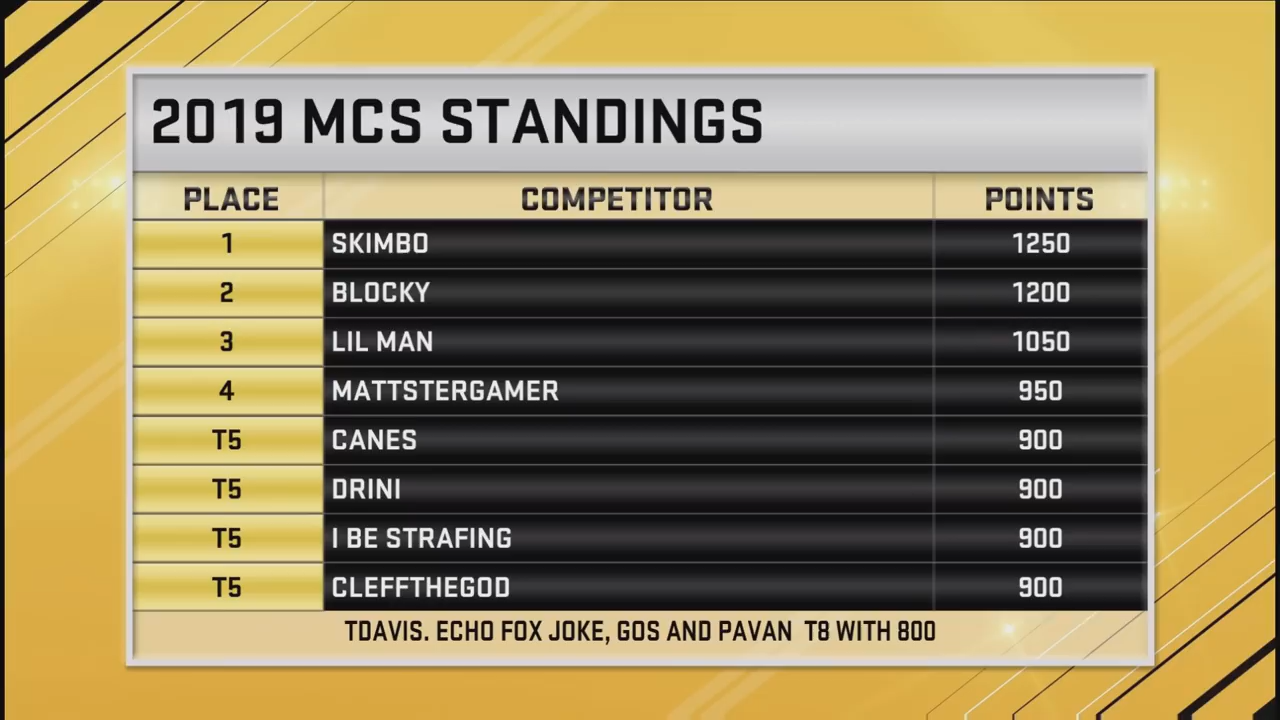 2019 MCS STANDINGS
PLACE COMPETITOR POINTS
1 SKIMBO 1250
2 BLOCKY 1200
3 LIL MAN 1050
4 MATTSTERGAMER 950
T5 CANES 900
T5 DRINI 900
T5 I BE STRAFING 900
T5 CLEFFTHEGOD 900
TDAVIS. ECHO FOX JOKE, GOS AND PAVAN T8 WITH 800